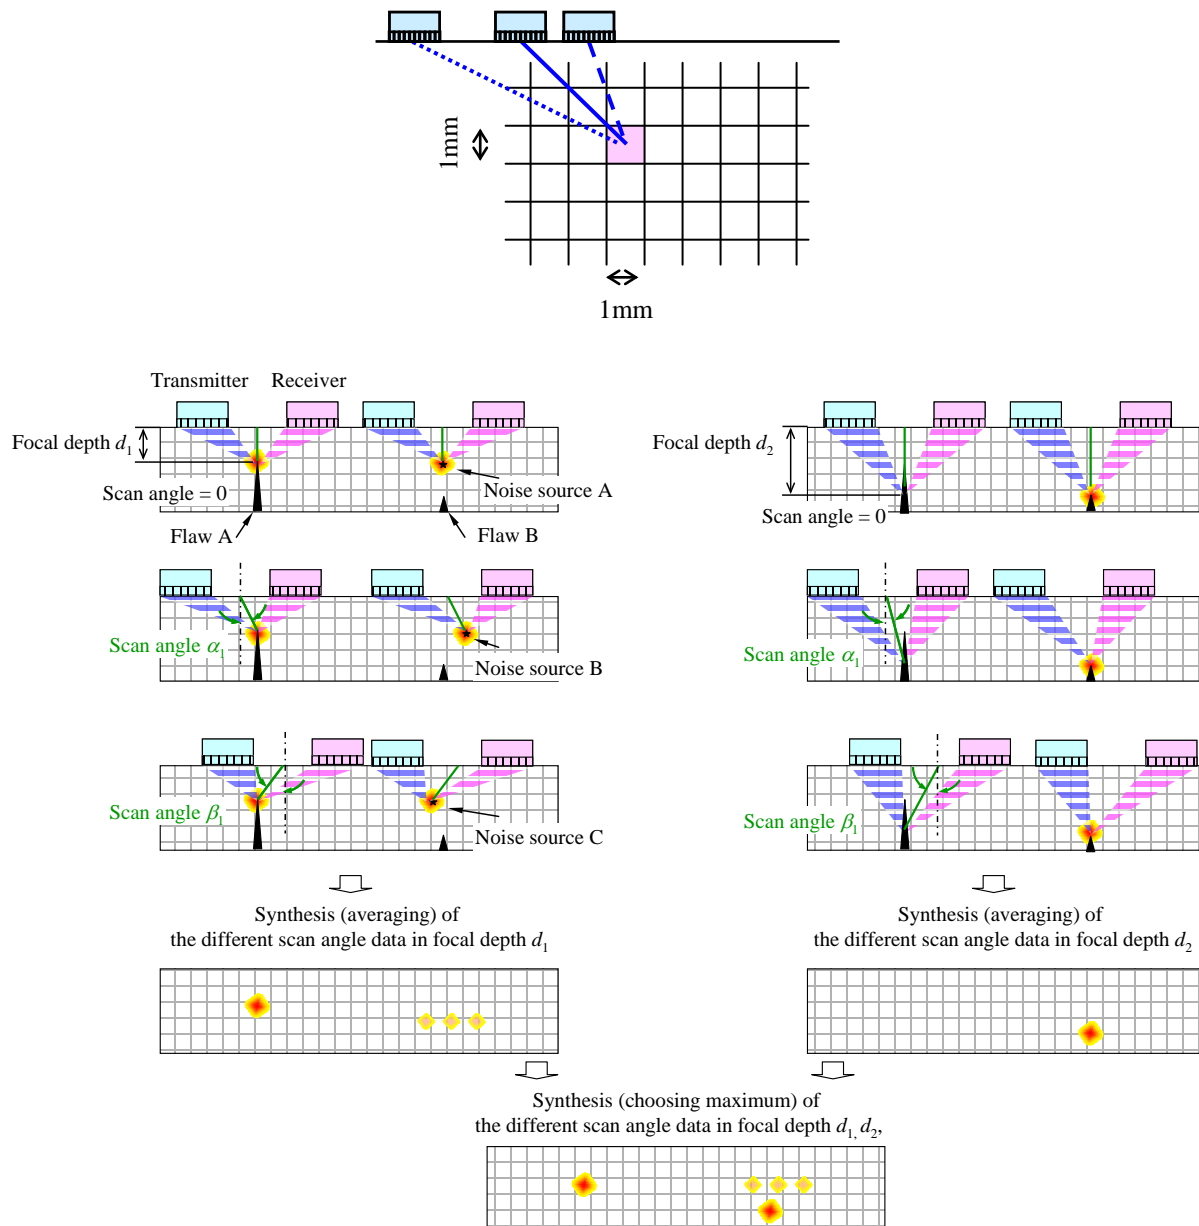 1mm
1mm
Transmitter Receiver
Focal depth d1
Scan angle = 0
Noise source A
Flaw A
Flaw B
Focal depth
d2
Scan angle = 0
Scan angle α1
Noise source B
Scan angle α1
Scan angle β1
Noise source C
Scan angle β1
Synthesis (averaging) of
the different scan angle data in focal depth d1
Synthesis (averaging) of
the different scan angle data in focal depth d2
Synthesis (choosing maximum) of
the different scan angle data in focal depth d1, d2,